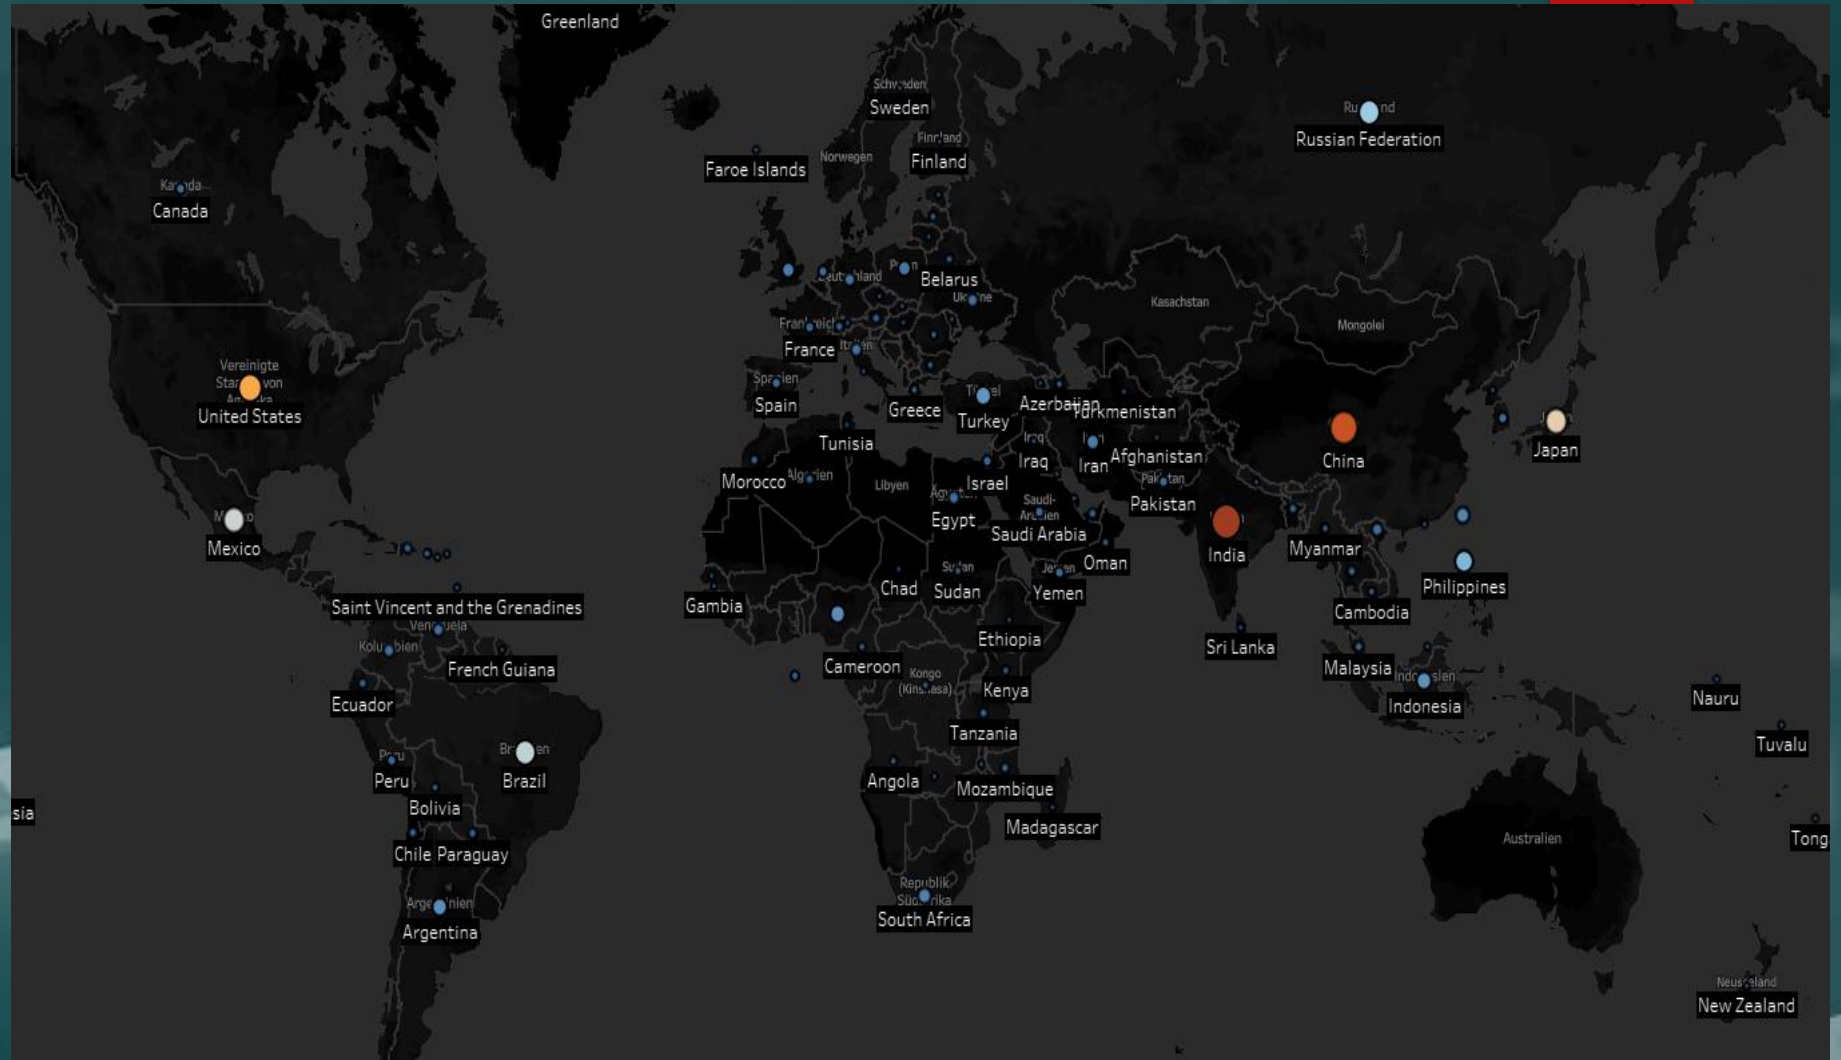 Greenland
Schweden
Sweden
Finnland
Finland
Norwegen
Faroe Islands
Russian Federation
Canada
Belarus
Kasachstan
Mongolei
France
Spanien
Spain
Greece
Turkey
Azerbaijan
Turkmenistan
Vereinigte
United States
Tunisia
Iraq
Iran
Afghanistan
China
Japan
Morocco
Libyen
Israel
Pakistan
Egypt
Saudi-
Saudi Arabia
Mexico
India
Myanmar
Oman
Chad
Sudan
Yemen
Philippines
Saint Vincent and the Grenadines
Gambia
Cambodia
Ethiopia
Sri Lanka
French Guiana
Cameroon
Kongo
Kenya
Malaysia
Ecuador
Indonesia
Nauru
Tanzania
Tuvalu
Peru
Brazil
Angola
Mozambique
Bolivia
sia
Madagascar
Australien
Tong
Chile Paraguay
Republik
South Africa
Argentina
New Zealand